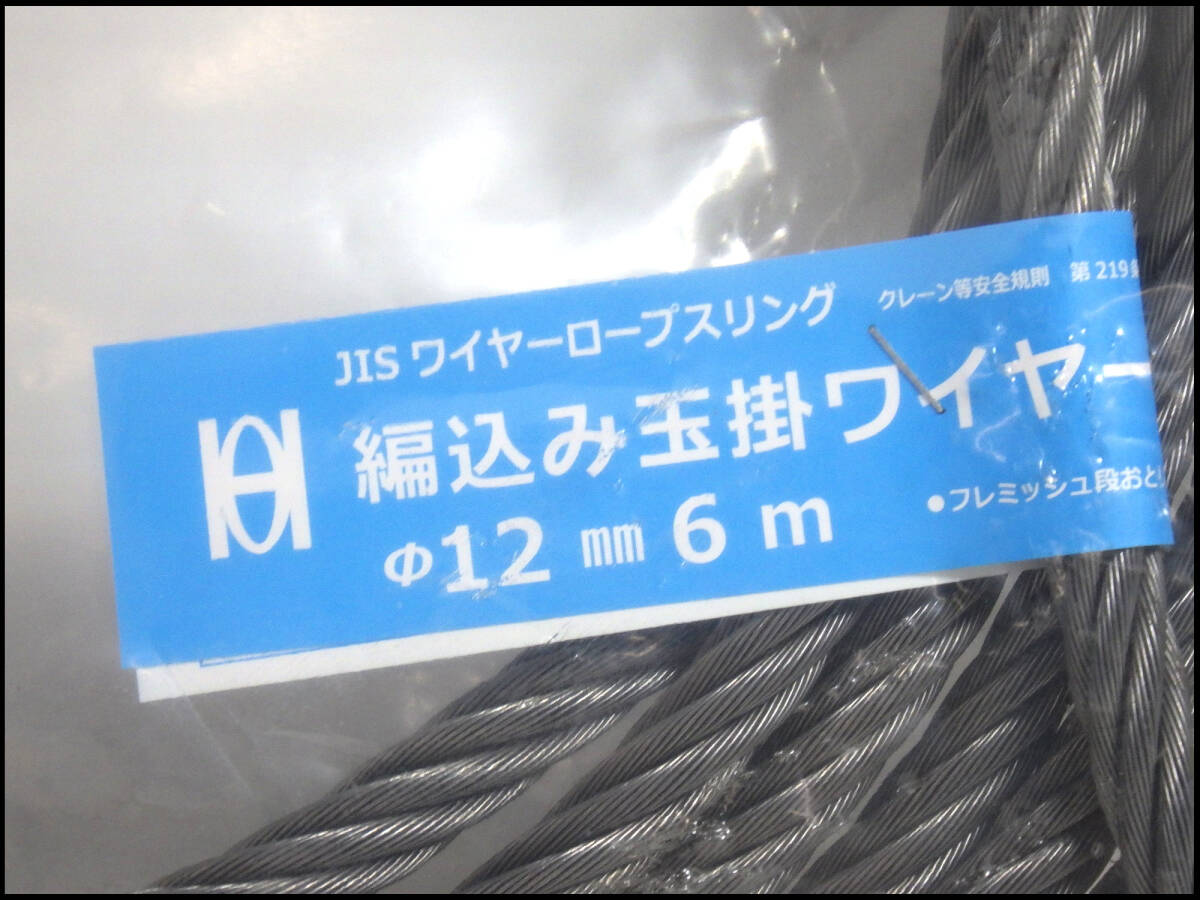 JIS ワイヤーロープスリング
クレーン等安全規則 第219条
編込み玉掛ワイヤー
Φ12 ㎜ 6 m
●フレミッシュ段おとし